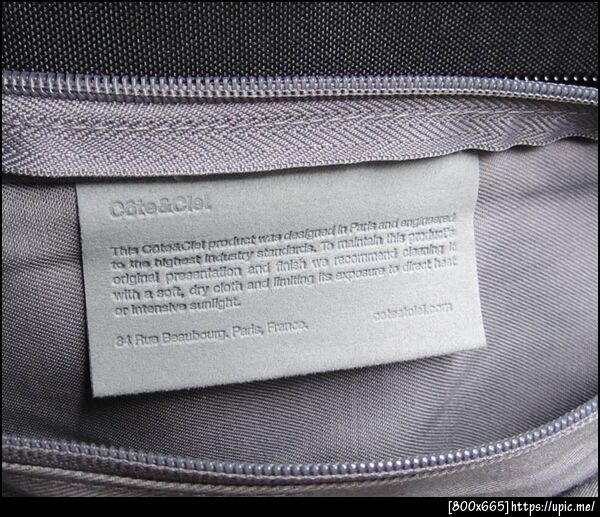 Côte&Ciel
This Côte&Ciel product was designed in Paris and engineered
to the highest industry standards. To maintain this product's
original presentation and finish we recommend cleaning it
with a soft, dry cloth and limiting its exposure to direct heat
or intensive sunlight.
34 Rue Beaubourg, Paris, France. coteetciel.com
[800x665]https://upic.me/